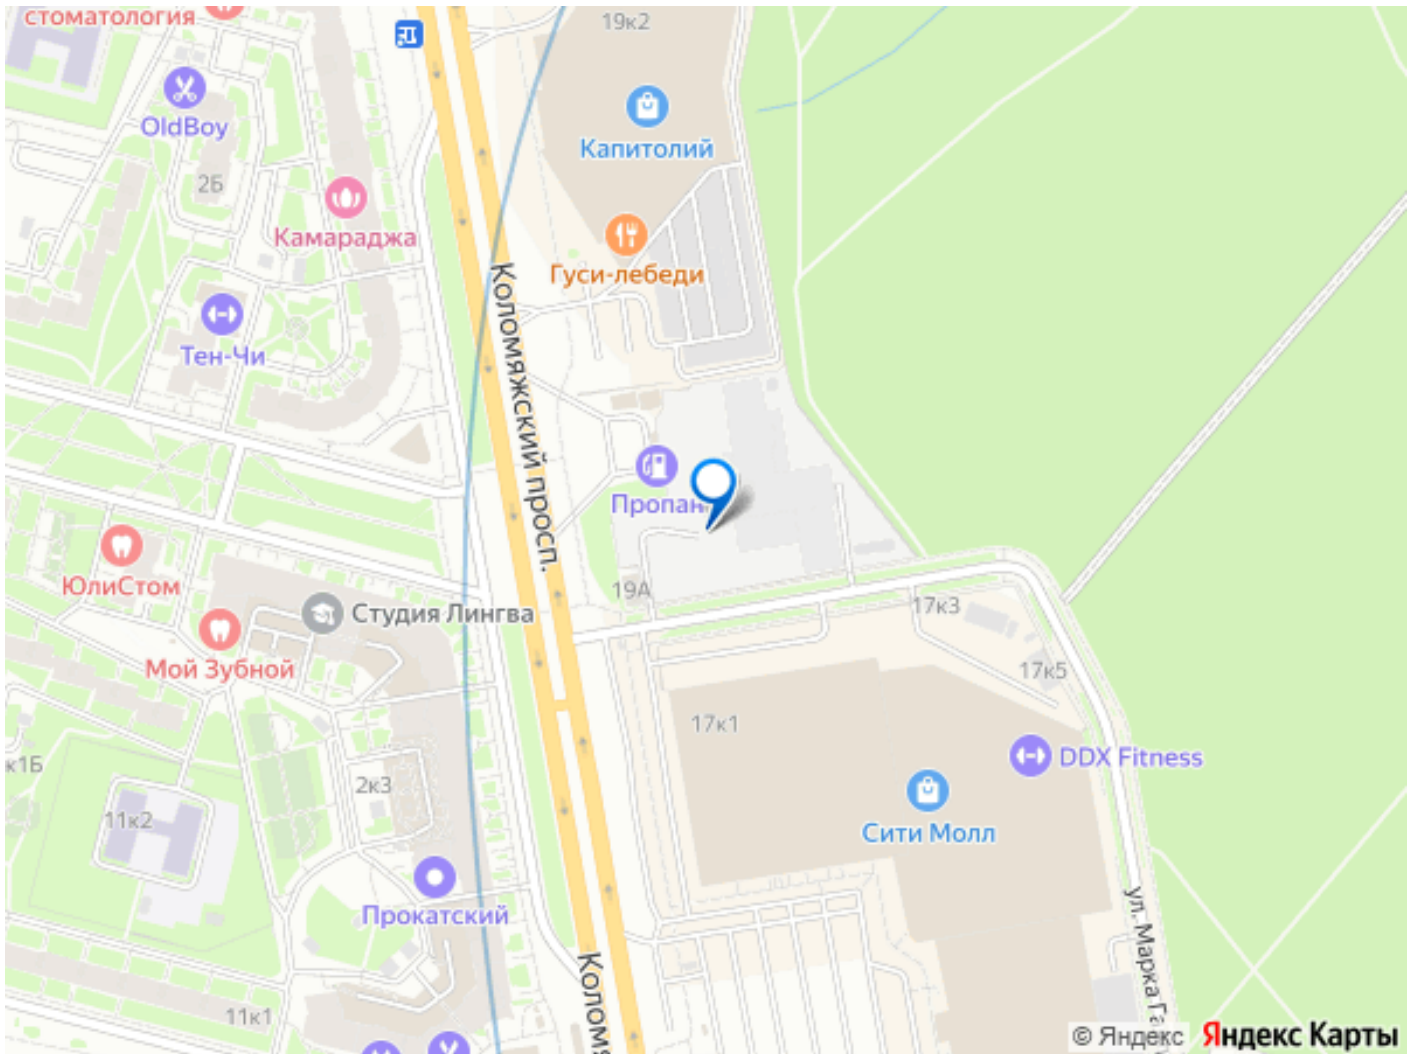 стоматология
19к2
OldBoy
Капитолий
2Б
Камараджа
Гуси-лебеди
Коломяжский просп.
Тен-Чи
Пропан
ЮлиСтом
19А
17к3
Студия Лингва
Мой Зубной
17к5
17к1
DDX Fitness
к1Б
2к3
11к2
Сити Молл
Прокатский
ул. Марка Га
Колом
11к1
© Яндекс Яндекс Карты